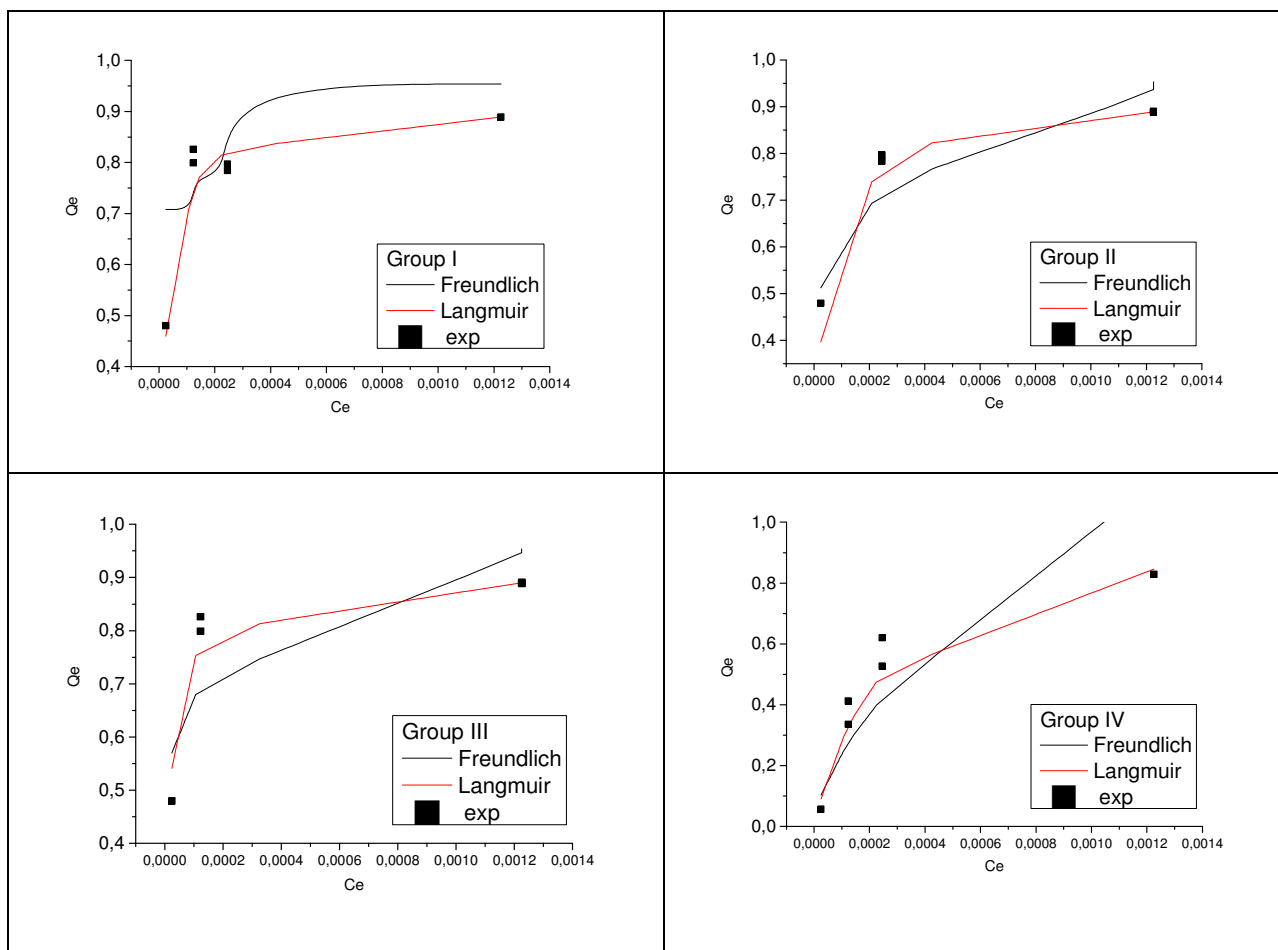 1,0
0,9
0,8
0,7
0,6
0,5
0,4
Qe
Group I
Freundlich
Langmuir
exp
0,0000 0,0002 0,0004 0,0006 0,0008 0,0010 0,0012 0,0014
Ce
1,0
0,9
0,8
0,7
0,6
0,5
0,4
Qe
Group II
Freundlich
Langmuir
exp
0,0000 0,0002 0,0004 0,0006 0,0008 0,0010 0,0012 0,0014
Ce
1,0
0,9
0,8
0,7
0,6
0,5
0,4
Qe
Group III
Freundlich
Langmuir
exp
0,0000 0,0002 0,0004 0,0006 0,0008 0,0010 0,0012 0,0014
Ce
1,0
0,8
0,6
0,4
0,2
0,0
Qe
Group IV
Freundlich
Langmuir
exp
0,0000 0,0002 0,0004 0,0006 0,0008 0,0010 0,0012 0,0014
Ce